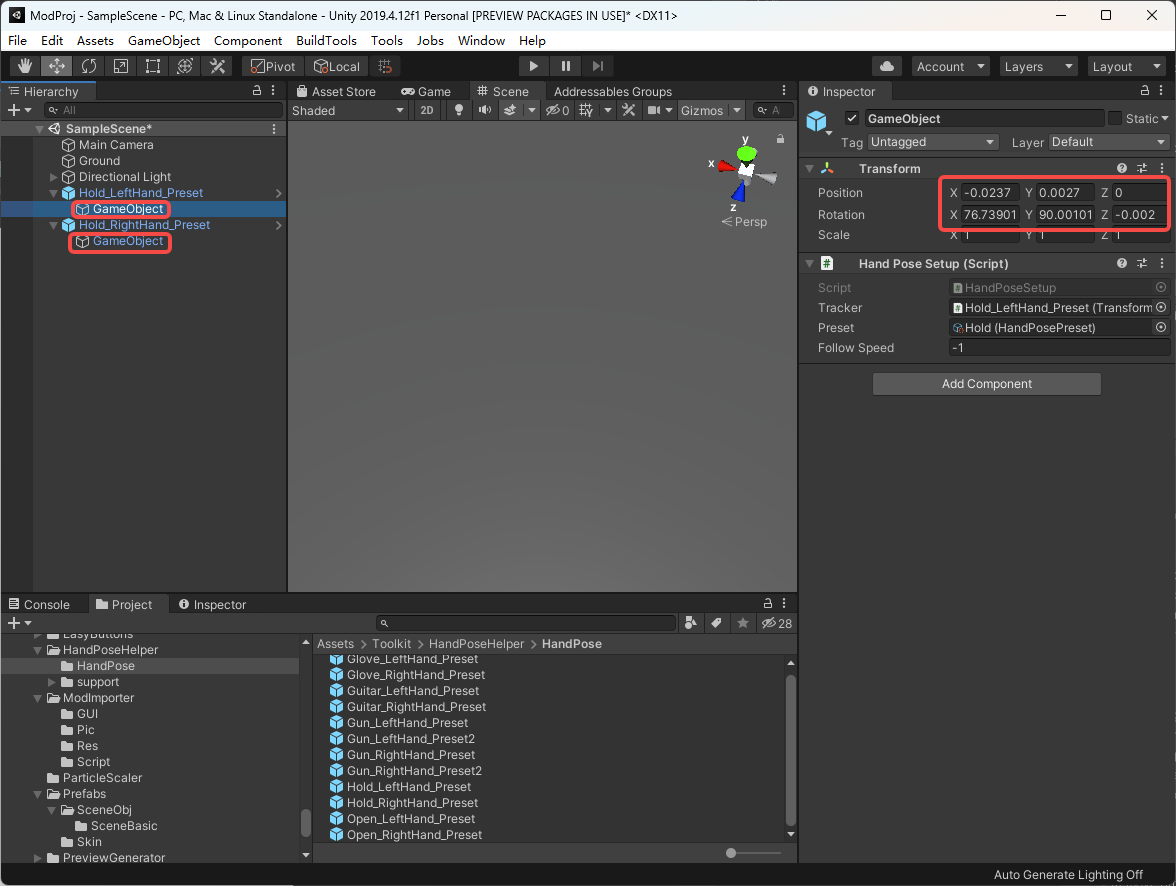 ModProj - SampleScene - PC, Mac & Linux Standalone - Unity 2019.4.12f1 Personal [PREVIEW PACKAGES IN USE]* <DX11>
File Edit Assets GameObject Component BuildTools Tools Jobs Window Help
Pivot Local Account Layers Layout
Hierarchy
All
SampleScene*
Main Camera
Ground
Directional Light
Hold_LeftHand_Preset
GameObject
Hold_RightHand_Preset
GameObject
Asset Store Game Scene Addressables Groups
Shaded 2D 0 Gizmos A
y
x
z
Persp
Inspector
GameObject Static
Tag Untagged Layer Default
Transform
Position X -0.0237 Y 0.0027 Z 0
Rotation X 76.73901 Y 90.00101 Z -0.002
Scale X 1 Y 1 Z 1
Hand Pose Setup (Script)
Script HandPoseSetup
Tracker Hold_LeftHand_Preset (Transform
Preset Hold (HandPosePreset)
Follow Speed -1
Add Component
Console Project Inspector
28
EasyButtons
HandPoseHelper
HandPose
support
ModImporter
GUI
Pic
Res
Script
ParticleScaler
Prefabs
SceneObj
SceneBasic
Skin
PreviewGenerator
Assets > Toolkit > HandPoseHelper > HandPose
Glove_LeftHand_Preset
Glove_RightHand_Preset
Guitar_LeftHand_Preset
Guitar_RightHand_Preset
Gun_LeftHand_Preset
Gun_LeftHand_Preset2
Gun_RightHand_Preset
Gun_RightHand_Preset2
Hold_LeftHand_Preset
Hold_RightHand_Preset
Open_LeftHand_Preset
Open_RightHand_Preset
Auto Generate Lighting Off